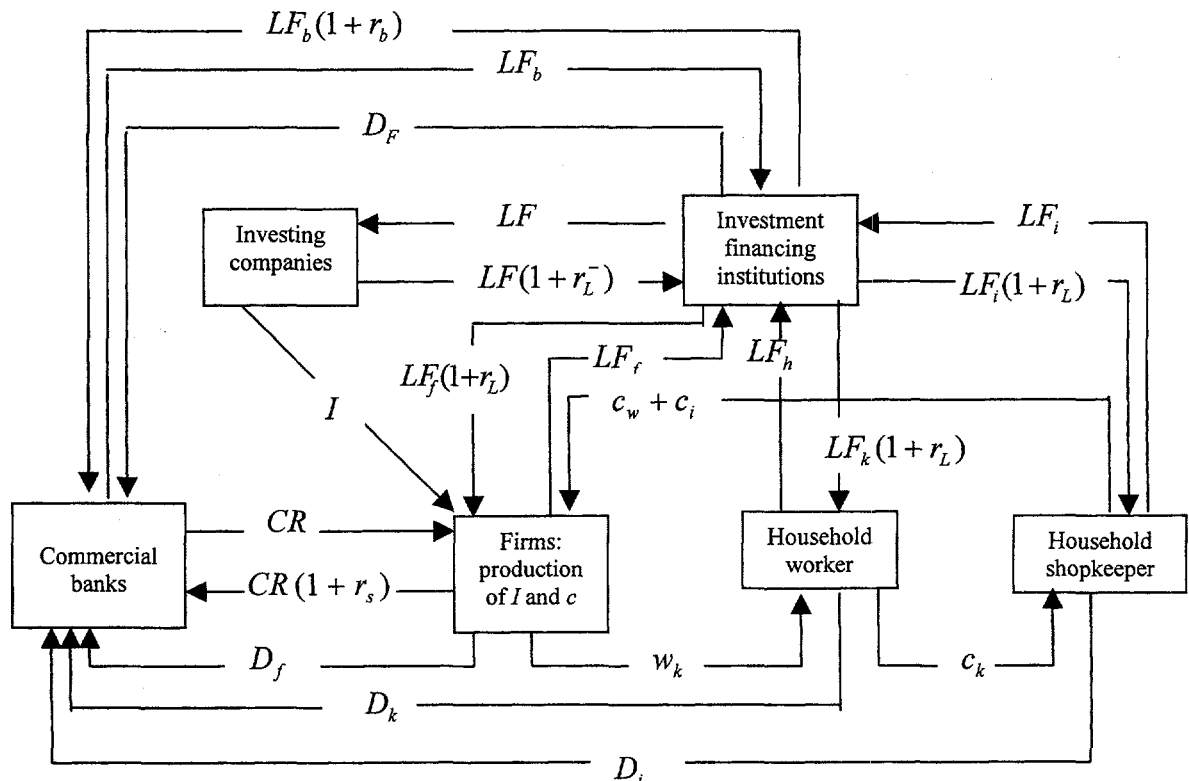 LF_b(1 + r_b)
LF_b
D_F
Investing
companies
LF
LF(1 + r_L^-)
Investment
financing
institutions
LF_i
LF_i(1 + r_L)
LF_f(1+r_L)
LF_f
LF_h
I
c_w + c_i
LF_k(1 + r_L)
Commercial
banks
CR
CR(1 + r_s)
Firms:
production
of I and c
Household
worker
Household
shopkeeper
D_f
w_k
c_k
D_k
D_i